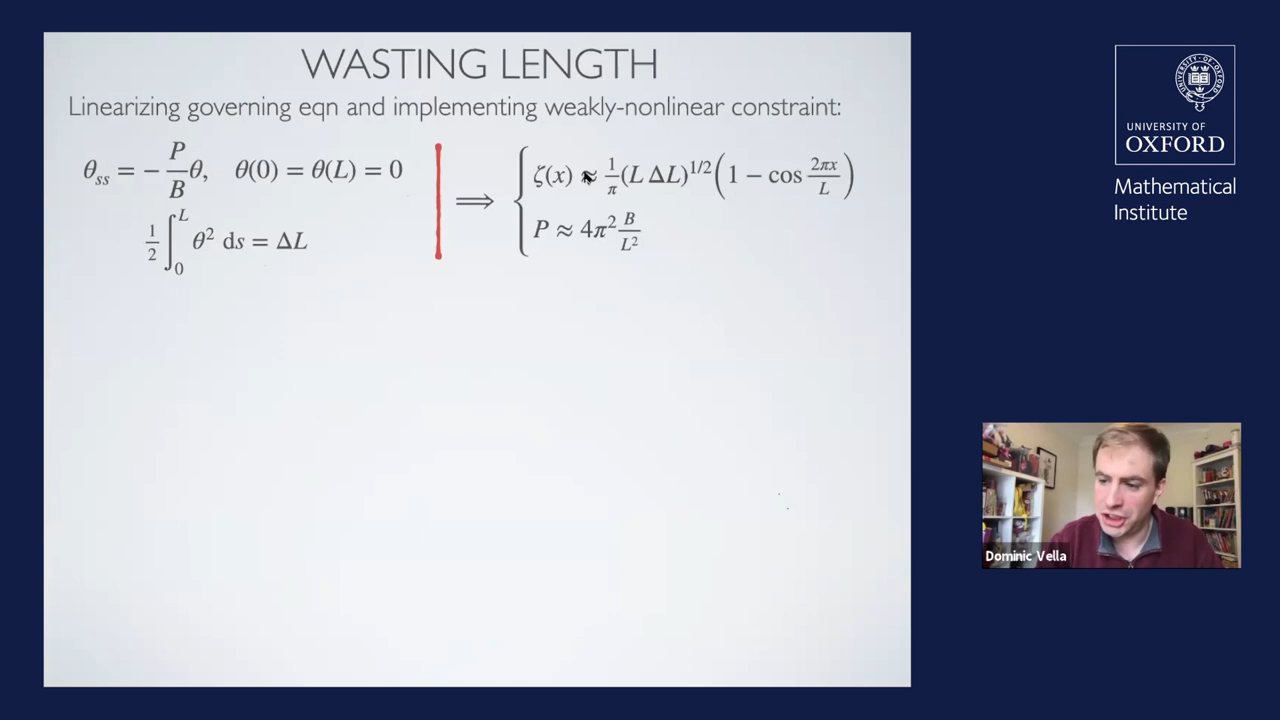 WASTING LENGTH
Linearizing governing eqn and implementing weakly-nonlinear constraint:
θ_ss = − P/B θ, θ(0) = θ(L) = 0
1/2 ∫_0^L θ² ds = ΔL
⟹
ζ(x) ≈ 1/π (L ΔL)^1/2 (1 − cos 2πx/L)
P ≈ 4π² B/L²
UNIVERSITY OF
OXFORD
Mathematical
Institute
Dominic Vella